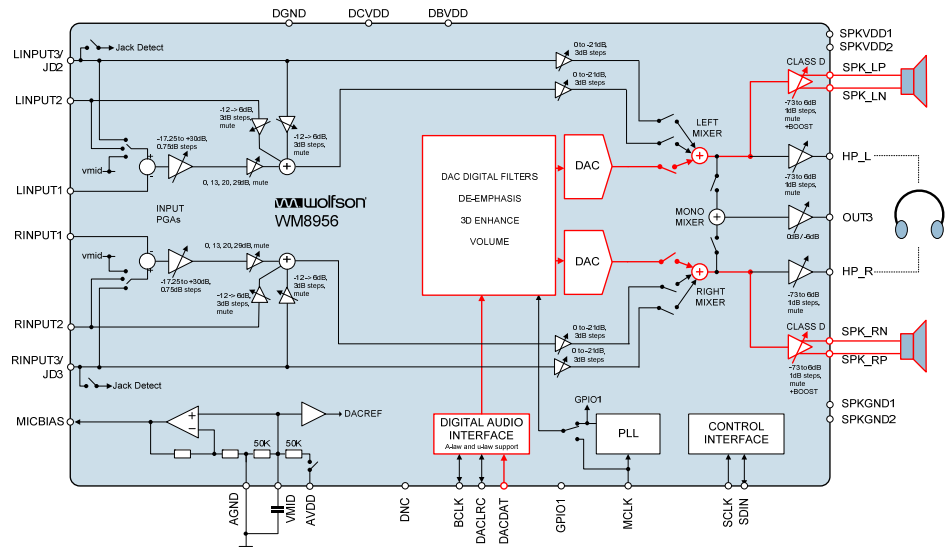 DGND
DCVDD
DBVDD
LINPUT3/
JD2
Jack Detect
LINPUT2
LINPUT1
vmid
-17.25 to +30dB,
0.75dB steps
-12 -> 6dB,
3dB steps,
mute
-12 -> 6dB,
3dB steps,
mute
0, 13, 20, 29dB, mute
INPUT
PGAs
wolfson
WM8956
RINPUT1
vmid
-17.25 to +30dB,
0.75dB steps
0, 13, 20, 29dB, mute
-12 -> 6dB,
3dB steps,
mute
-12 -> 6dB,
3dB steps,
mute
RINPUT2
RINPUT3/
JD3
Jack Detect
MICBIAS
DACREF
50K
50K
AGND
VMID
AVDD
DNC
0 to -21dB,
3dB steps
0 to -21dB,
3dB steps
DAC DIGITAL FILTERS
DE-EMPHASIS
3D ENHANCE
VOLUME
DAC
DAC
LEFT
MIXER
MONO
MIXER
RIGHT
MIXER
0 to -21dB,
3dB steps
0 to -21dB,
3dB steps
DIGITAL AUDIO
INTERFACE
A-law and u-law support
BCLK
DACLRC
DACDAT
GPIO1
PLL
GPIO1
MCLK
CONTROL
INTERFACE
SCLK
SDIN
SPKVDD1
SPKVDD2
CLASS D
-73 to 6dB
1dB steps,
mute
+BOOST
SPK_LP
SPK_LN
HP_L
-73 to 6dB
1dB steps,
mute
OUT3
0dB / -6dB
HP_R
-73 to 6dB
1dB steps,
mute
CLASS D
-73 to 6dB
1dB steps,
mute
+BOOST
SPK_RN
SPK_RP
SPKGND1
SPKGND2